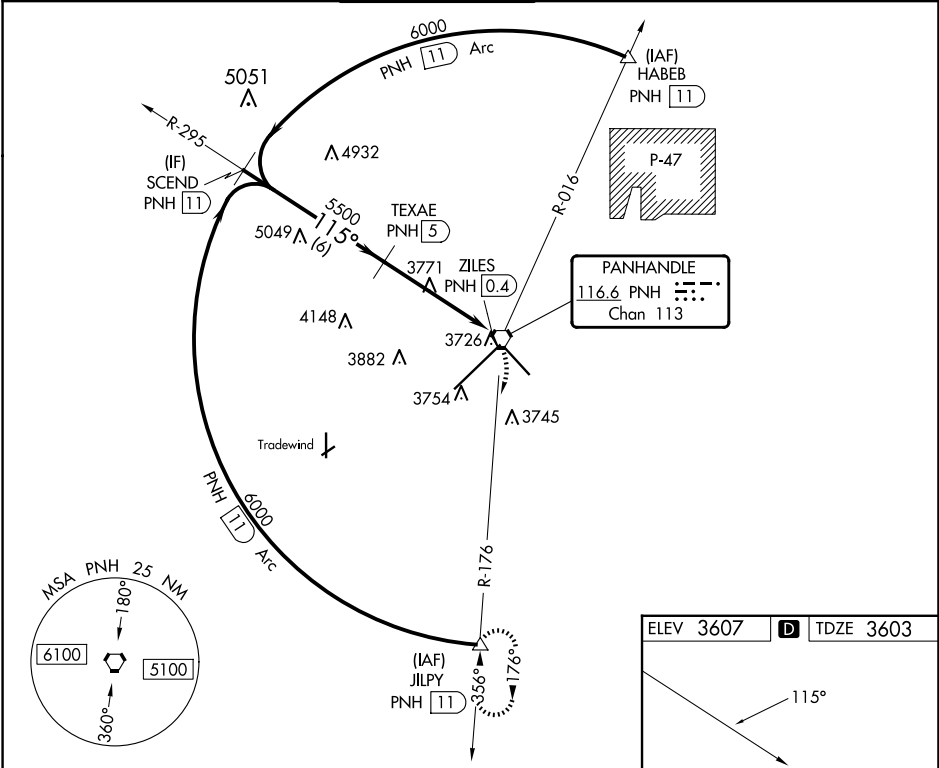 6000
PNH 11 Arc
(IAF)
HABEB
PNH 11
5051
R-295
4932
(IF)
SCEND
PNH 11
P-47
R-016
5500
115°
(6)
5049
TEXAE
PNH 5
3771
ZILES
PNH 0.4
PANHANDLE
116.6 PNH
Chan 113
4148
3726
3882
3754
3745
Tradewind
PNH 11 Arc
6000
R-176
MSA PNH 25 NM
180°
6100
5100
360°
(IAF)
JILPY
PNH 11
356°
176°
ELEV 3607 D TDZE 3603
115°